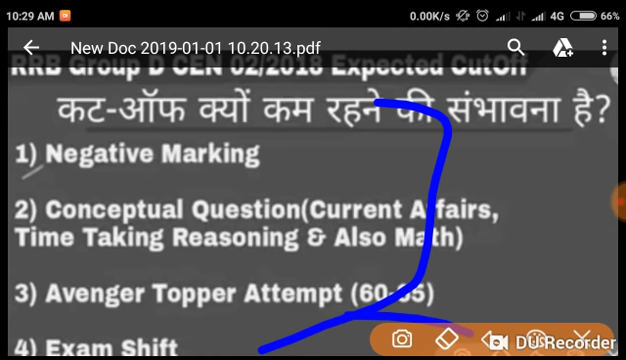 10:29 AM 0.00K/s 4G 66%
New Doc 2019-01-01 10.20.13.pdf
RRB Group D CEN 02/2018 Expected CutOff
कट-ऑफ क्यों कम रहने की संभावना है?
1) Negative Marking
2) Conceptual Question(Current Affairs,
Time Taking Reasoning & Also Math)
3) Avenger Topper Attempt (60-65)
4) Exam Shift
DU Recorder